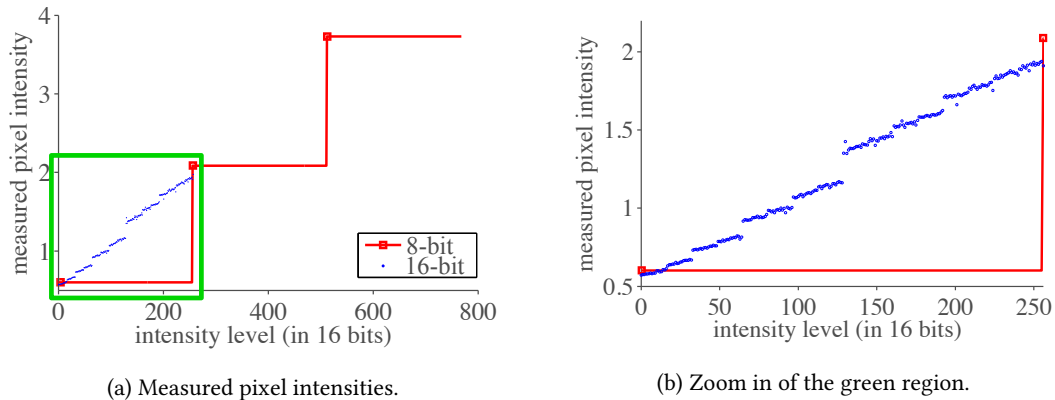 4
3
2
1
measured pixel intensity
0
200
400
600
800
intensity level (in 16 bits)
8-bit
16-bit
(a) Measured pixel intensities.
2
1.5
1
0.5
measured pixel intensity
0
50
100
150
200
250
intensity level (in 16 bits)
(b) Zoom in of the green region.